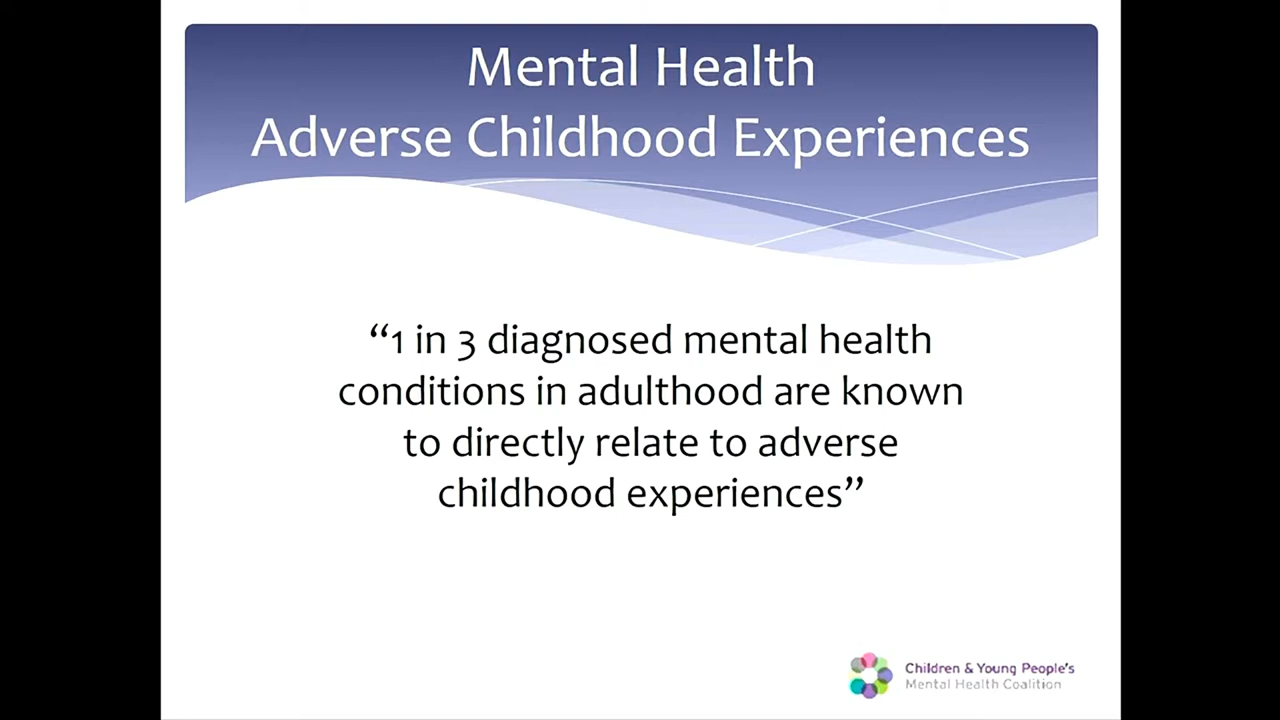 Mental Health
Adverse Childhood Experiences
“1 in 3 diagnosed mental health
conditions in adulthood are known
to directly relate to adverse
childhood experiences”
Children & Young People's
Mental Health Coalition